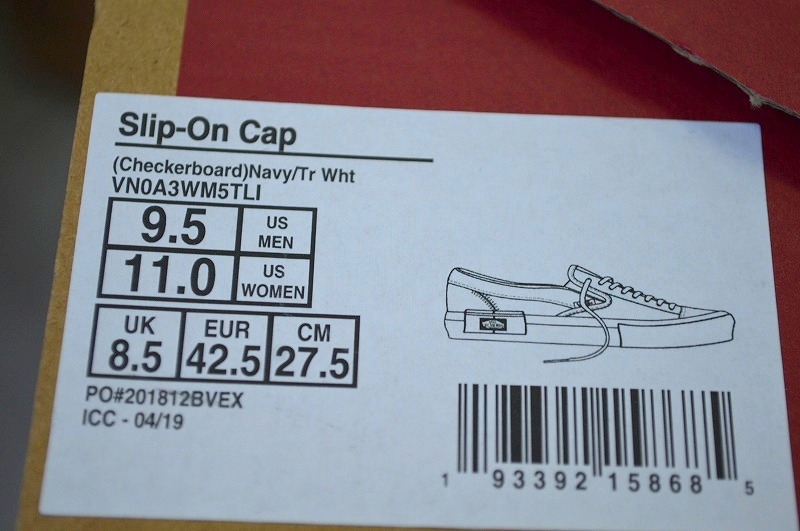 Slip-On Cap
(Checkerboard)Navy/Tr Wht
VN0A3WM5TLI
9.5 US MEN
11.0 US WOMEN
UK EUR CM
8.5 42.5 27.5
PO#201812BVEX
ICC - 04/19
1 93392 15868 5